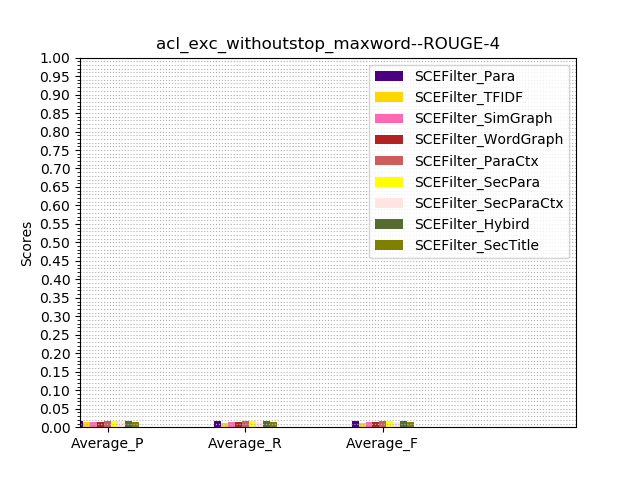 acl_exc_withoutstop_maxword--ROUGE-4
1.00
0.95
0.90
0.85
0.80
0.75
0.70
0.65
0.60
0.55
0.50
0.45
0.40
0.35
0.30
0.25
0.20
0.15
0.10
0.05
0.00
Scores
SCEFilter_Para
SCEFilter_TFIDF
SCEFilter_SimGraph
SCEFilter_WordGraph
SCEFilter_ParaCtx
SCEFilter_SecPara
SCEFilter_SecParaCtx
SCEFilter_Hybird
SCEFilter_SecTitle
Average_P Average_R Average_F